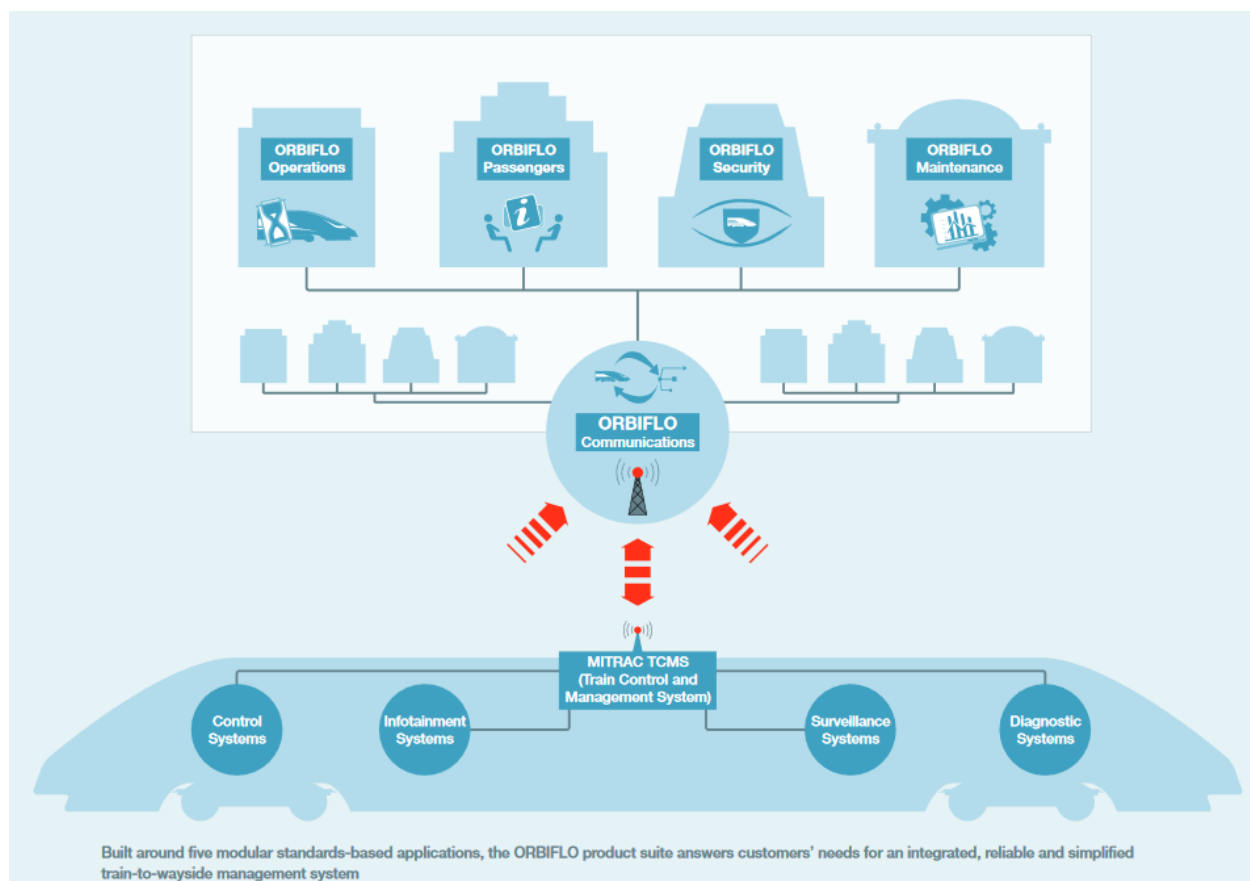 ORBIFLO
Operations
ORBIFLO
Passengers
ORBIFLO
Security
ORBIFLO
Maintenance
ORBIFLO
Communications
MITRAC TCMS
(Train Control and
Management System)
Control
Systems
Infotainment
Systems
Surveillance
Systems
Diagnostic
Systems
Built around five modular standards-based applications, the ORBIFLO product suite answers customers' needs for an integrated, reliable and simplified
train-to-wayside management system